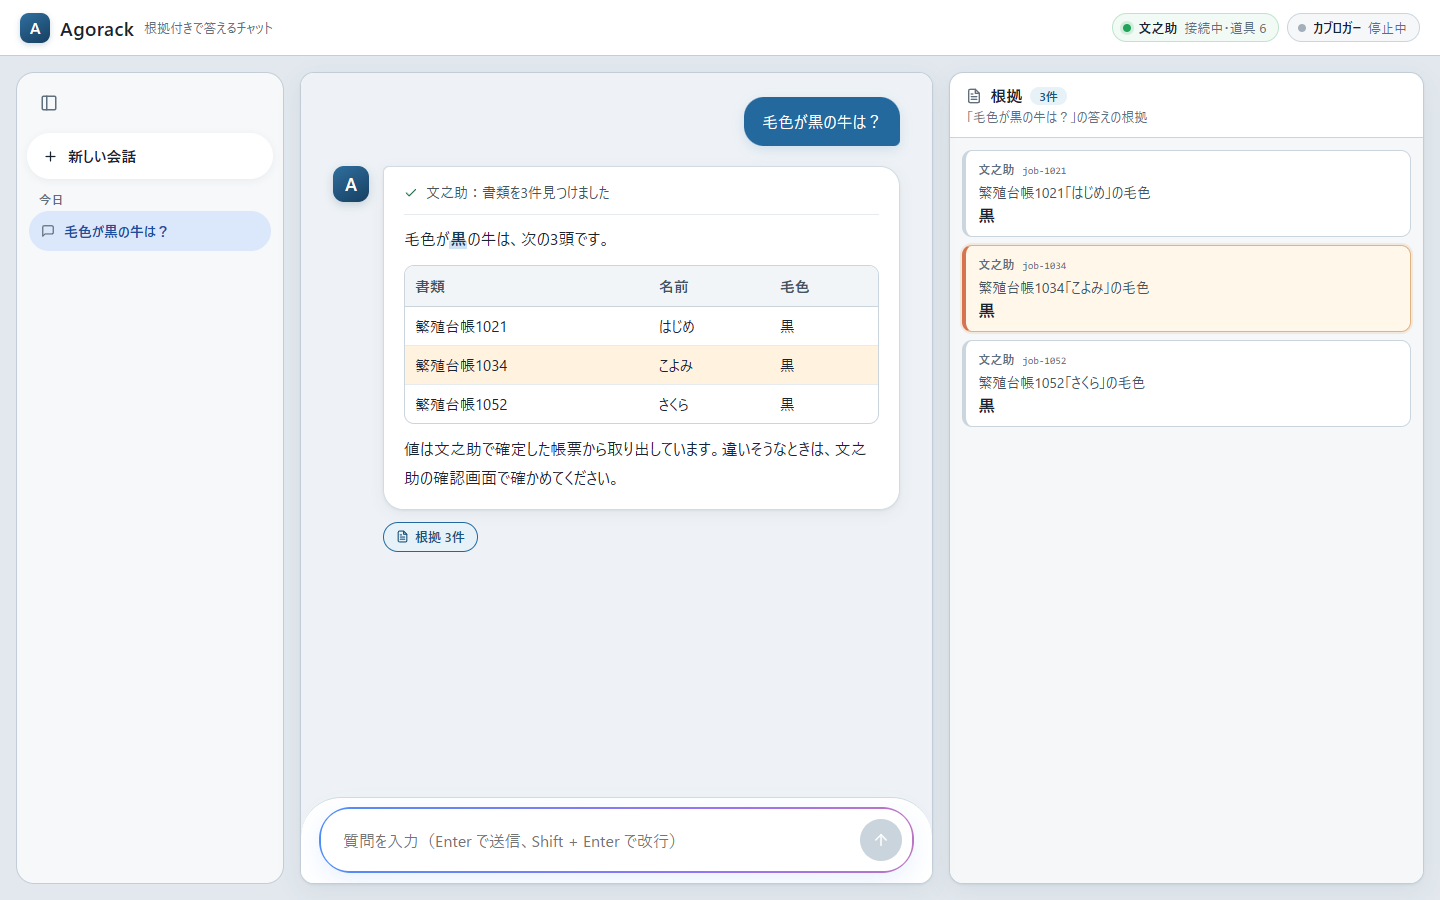 A Agorack 根拠付きで答えるチャット
文之助 接続中・道具 6
カブロガー 停止中
新しい会話
今日
毛色が黒の牛は？
毛色が黒の牛は？
A
文之助：書類を3件見つけました
毛色が黒の牛は、次の3頭です。
書類 名前 毛色
繁殖台帳1021 はじめ 黒
繁殖台帳1034 こよみ 黒
繁殖台帳1052 さくら 黒
値は文之助で確定した帳票から取り出しています。違いそうなときは、文之
助の確認画面で確かめてください。
根拠 3件
質問を入力（Enter で送信、Shift + Enter で改行）
根拠 3件
「毛色が黒の牛は？」の答えの根拠
文之助 job-1021
繁殖台帳1021「はじめ」の毛色
黒
文之助 job-1034
繁殖台帳1034「こよみ」の毛色
黒
文之助 job-1052
繁殖台帳1052「さくら」の毛色
黒